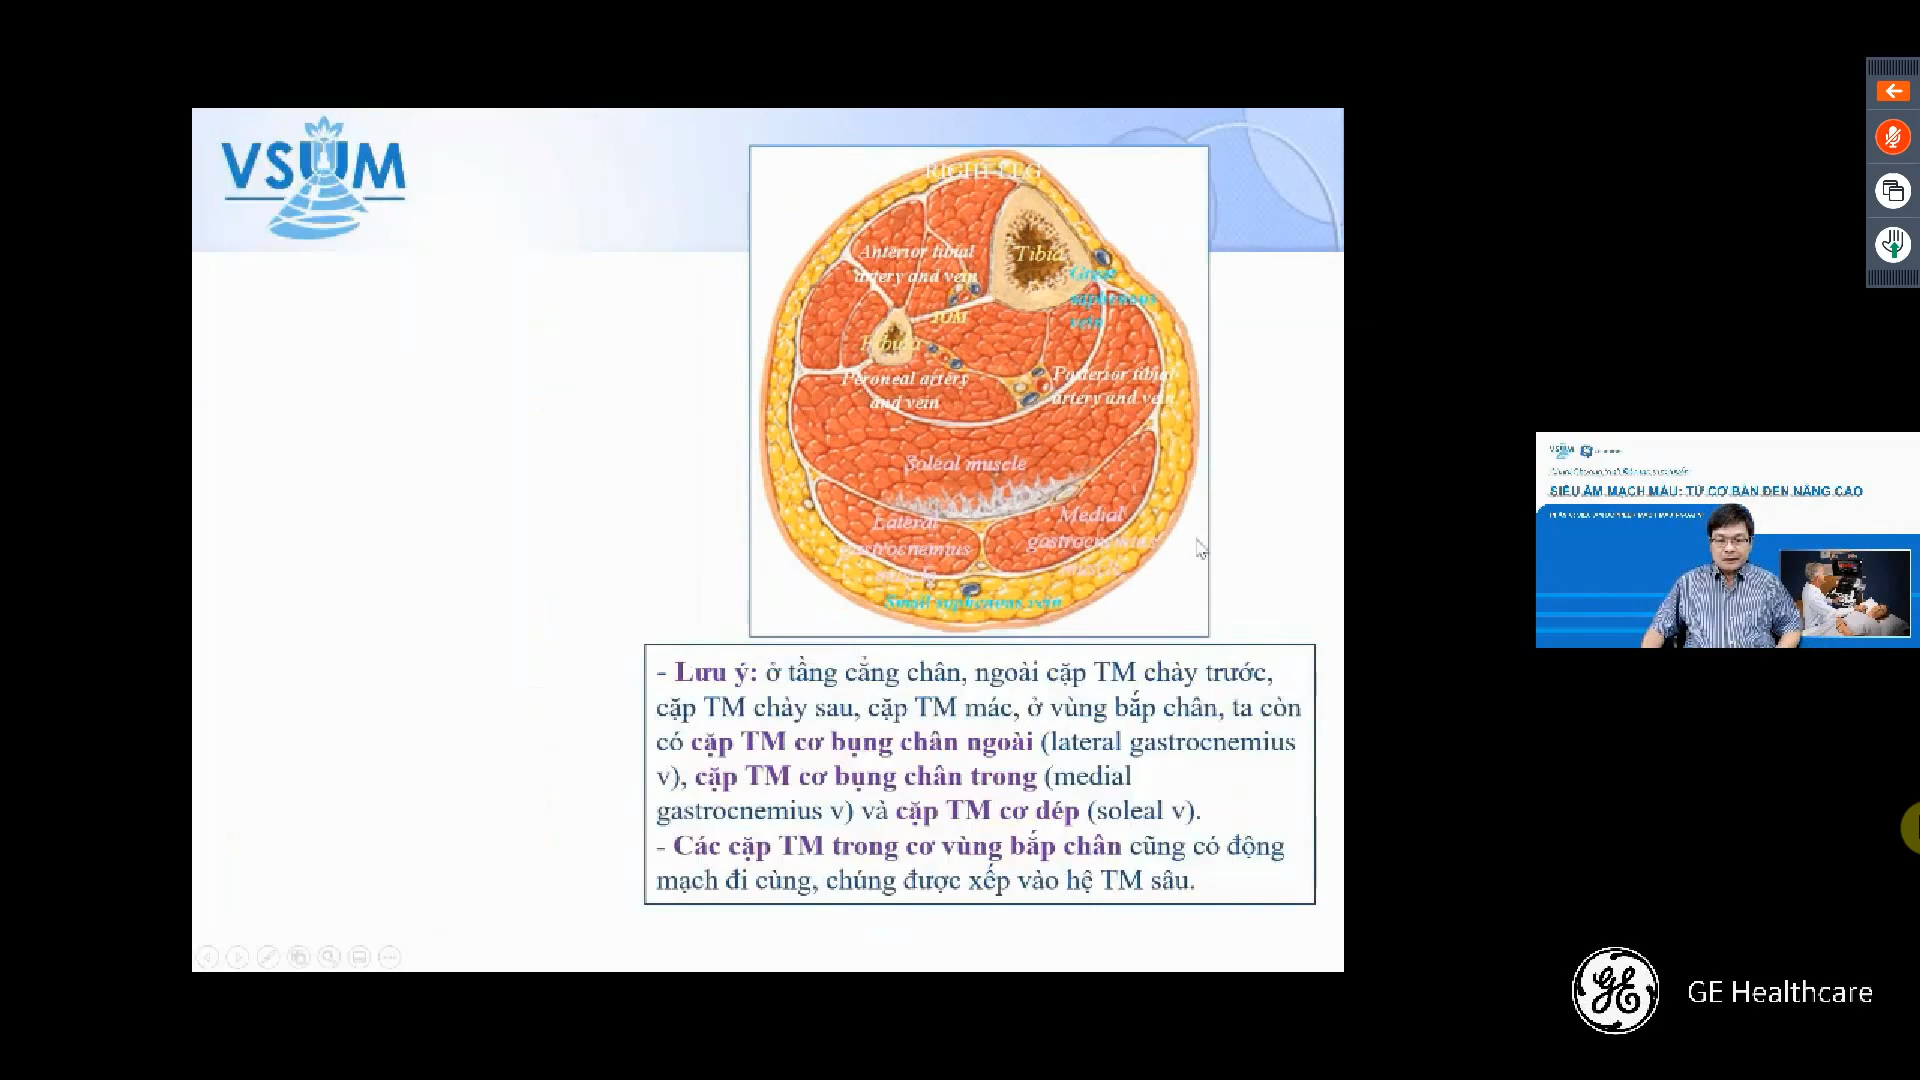 VSUM
RIGHT LEG
Anterior tibial
artery and vein
Tibia
Great
saphenous
vein
IOM
Fibula
Peroneal artery
and vein
Posterior tibial
artery and vein
Soleal muscle
Lateral
gastrocnemius
muscle
Medial
gastrocnemius
muscle
Small saphenous vein
- Lưu ý: ở tầng cẳng chân, ngoài cặp TM chày trước,
cặp TM chày sau, cặp TM mác, ở vùng bắp chân, ta còn
có cặp TM cơ bụng chân ngoài (lateral gastrocnemius
v), cặp TM cơ bụng chân trong (medial
gastrocnemius v) và cặp TM cơ dép (soleal v).
- Các cặp TM trong cơ vùng bắp chân cũng có động
mạch đi cùng, chúng được xếp vào hệ TM sâu.
VSUM
SIÊU ÂM MẠCH MÁU: TỪ CƠ BẢN ĐẾN NÂNG CAO
GE Healthcare